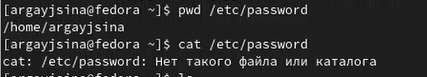 [argayjsina@fedora ~]$ pwd /etc/password
/home/argayjsina
[argayjsina@fedora ~]$ cat /etc/password
cat: /etc/password: Нет такого файла или каталога